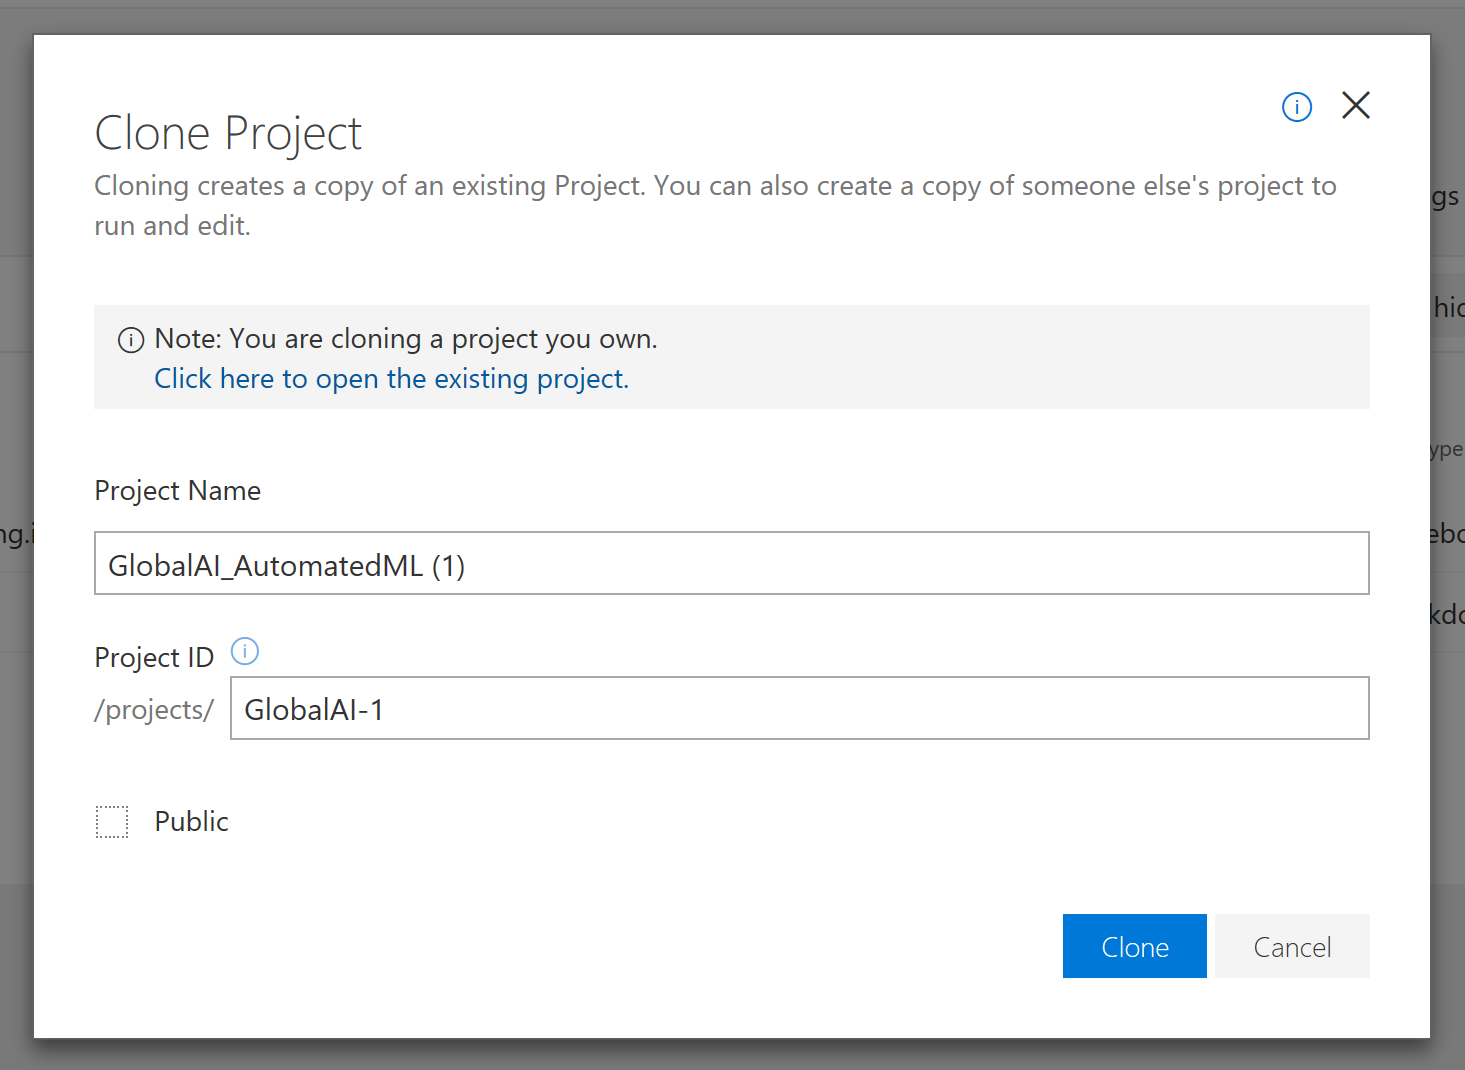 Clone Project
Cloning creates a copy of an existing Project. You can also create a copy of someone else's project to
run and edit.
Note: You are cloning a project you own.
Click here to open the existing project.
Project Name
GlobalAI_AutomatedML (1)
Project ID
/projects/ GlobalAI-1
Public
Clone Cancel